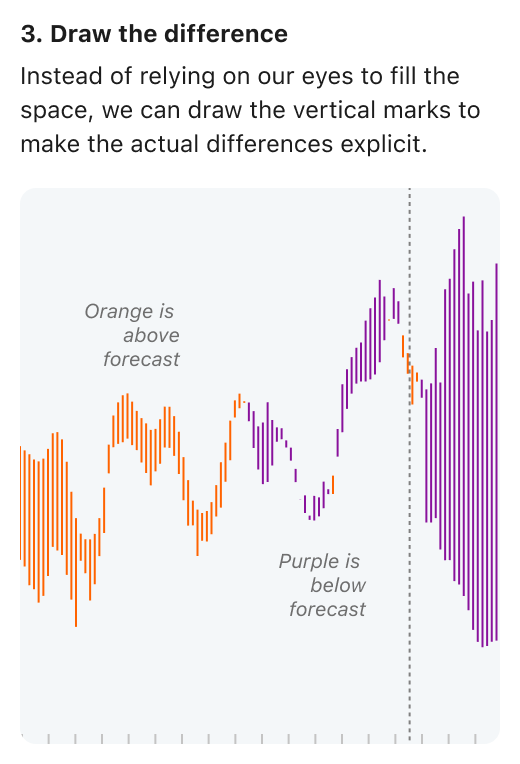 3. Draw the difference
Instead of relying on our eyes to fill the
space, we can draw the vertical marks to
make the actual differences explicit.
Orange is
above
forecast
Purple is
below
forecast